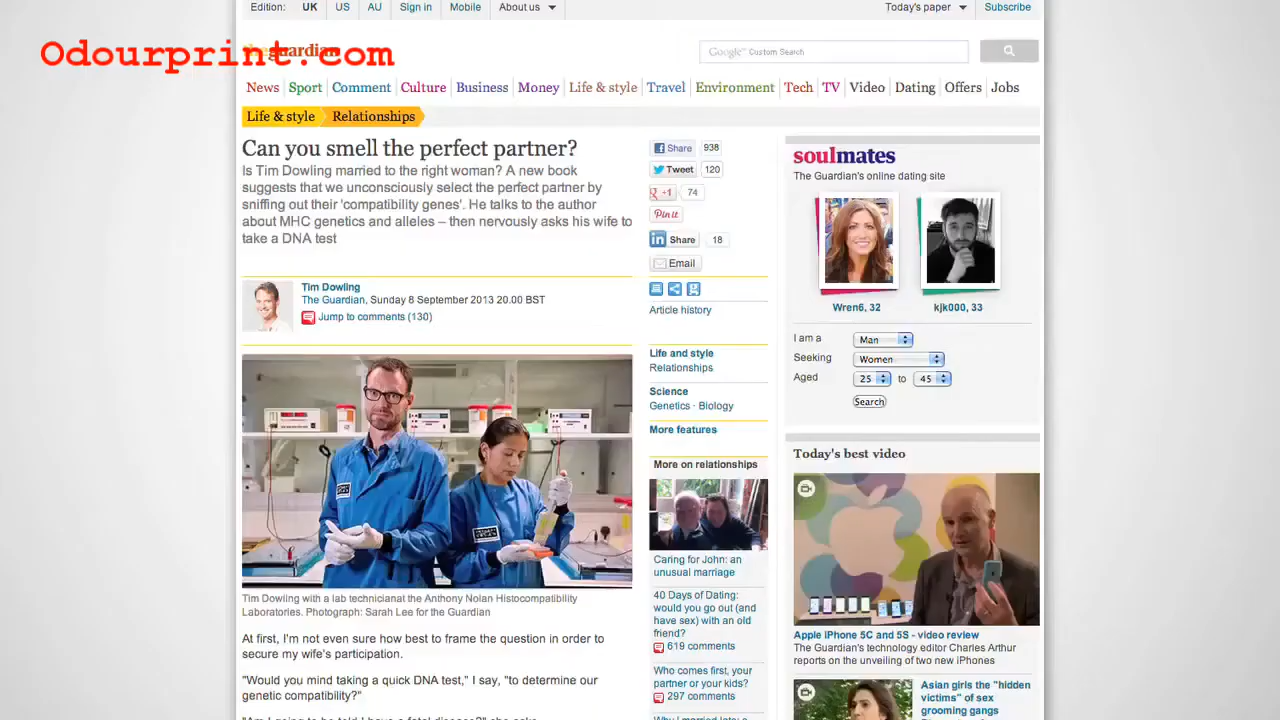 Edition: UK US AU Sign in Mobile About us Today's paper Subscribe
Odourprint.com
theguardian
Google™ Custom Search
News Sport Comment Culture Business Money Life & style Travel Environment Tech TV Video Dating Offers Jobs
Life & style Relationships
Can you smell the perfect partner?
Is Tim Dowling married to the right woman? A new book
suggests that we unconsciously select the perfect partner by
sniffing out their 'compatibility genes'. He talks to the author
about MHC genetics and alleles – then nervously asks his wife to
take a DNA test
Tim Dowling
The Guardian, Sunday 8 September 2013 20.00 BST
Jump to comments (130)
Tim Dowling with a lab technicianat the Anthony Nolan Histocompatibility
Laboratories. Photograph: Sarah Lee for the Guardian
At first, I'm not even sure how best to frame the question in order to
secure my wife's participation.
"Would you mind taking a quick DNA test," I say, "to determine our
genetic compatibility?"
"Am I going to be told I have a fatal disease?" she asks.
Share 938
Tweet 120
+1 74
Pin it
in Share 18
Email
Article history
Life and style
Relationships
Science
Genetics · Biology
More features
More on relationships
Caring for John: an
unusual marriage
40 Days of Dating:
would you go out (and
have sex) with an old
friend?
619 comments
Who comes first, your
partner or your kids?
297 comments
soulmates
The Guardian's online dating site
Wren6, 32 kjk000, 33
I am a Man
Seeking Women
Aged 25 to 45
Search
Today's best video
Apple iPhone 5C and 5S - video review
The Guardian's technology editor Charles Arthur
reports on the unveiling of two new iPhones
Asian girls the "hidden
victims" of sex
grooming gangs